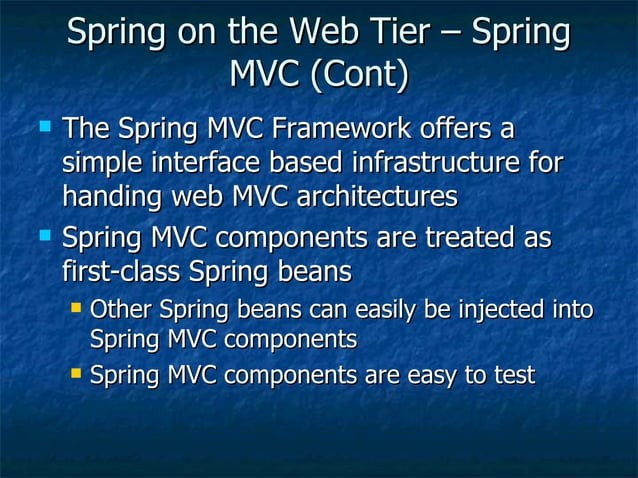 Spring on the Web Tier – Spring
MVC (Cont)
The Spring MVC Framework offers a
simple interface based infrastructure for
handing web MVC architectures
Spring MVC components are treated as
first-class Spring beans
Other Spring beans can easily be injected into
Spring MVC components
Spring MVC components are easy to test